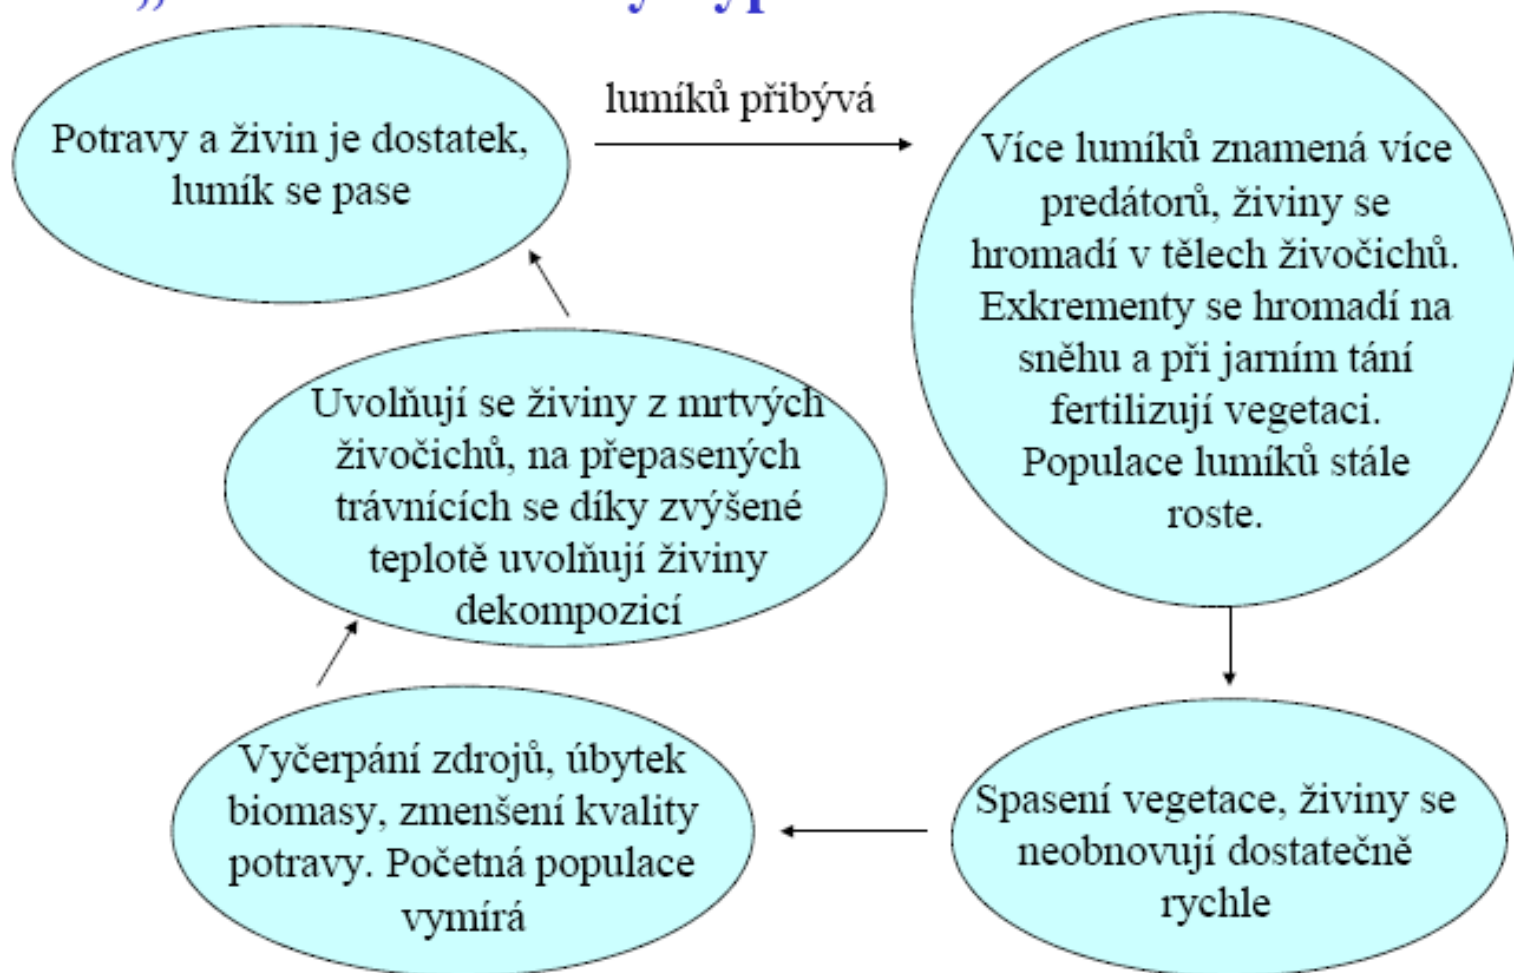 „
Potravy a živin je dostatek,
lumík se pase
lumíků přibývá
Více lumíků znamená více
predátorů, živiny se
hromadí v tělech živočichů.
Exkrementy se hromadí na
sněhu a při jarním tání
fertilizují vegetaci.
Populace lumíků stále
roste.
Uvolňují se živiny z mrtvých
živočichů, na přepasených
trávnících se díky zvýšené
teplotě uvolňují živiny
dekompozicí
Vyčerpání zdrojů, úbytek
biomasy, zmenšení kvality
potravy. Početná populace
vymírá
Spasení vegetace, živiny se
neobnovují dostatečně
rychle